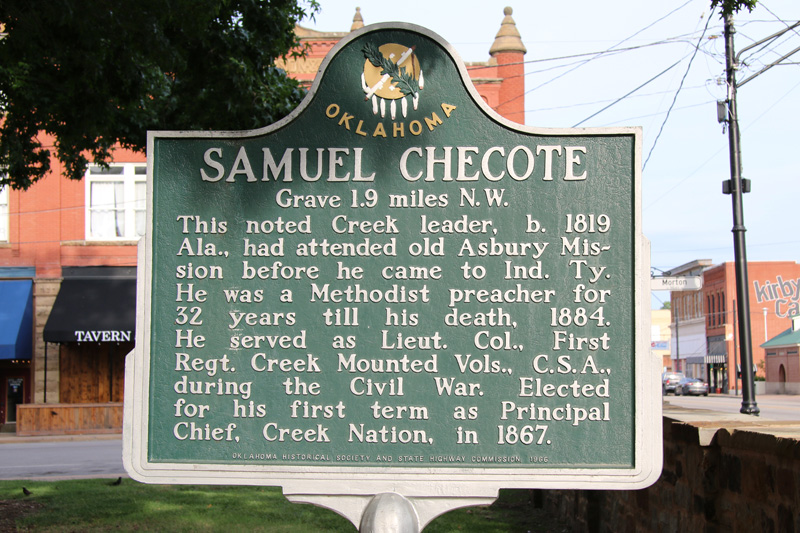 OKLAHOMA
SAMUEL CHECOTE
Grave 1.9 miles N.W.
This noted Creek leader, b. 1819
Ala., had attended old Asbury Mis-
sion before he came to Ind. Ty.
He was a Methodist preacher for
32 years till his death, 1884.
He served as Lieut. Col., First
Regt. Creek Mounted Vols., C.S.A.,
during the Civil War. Elected
for his first term as Principal
Chief, Creek Nation, in 1867.
OKLAHOMA HISTORICAL SOCIETY AND STATE HIGHWAY COMMISSION, 1966.
TAVERN
Morton
kirby
Ca